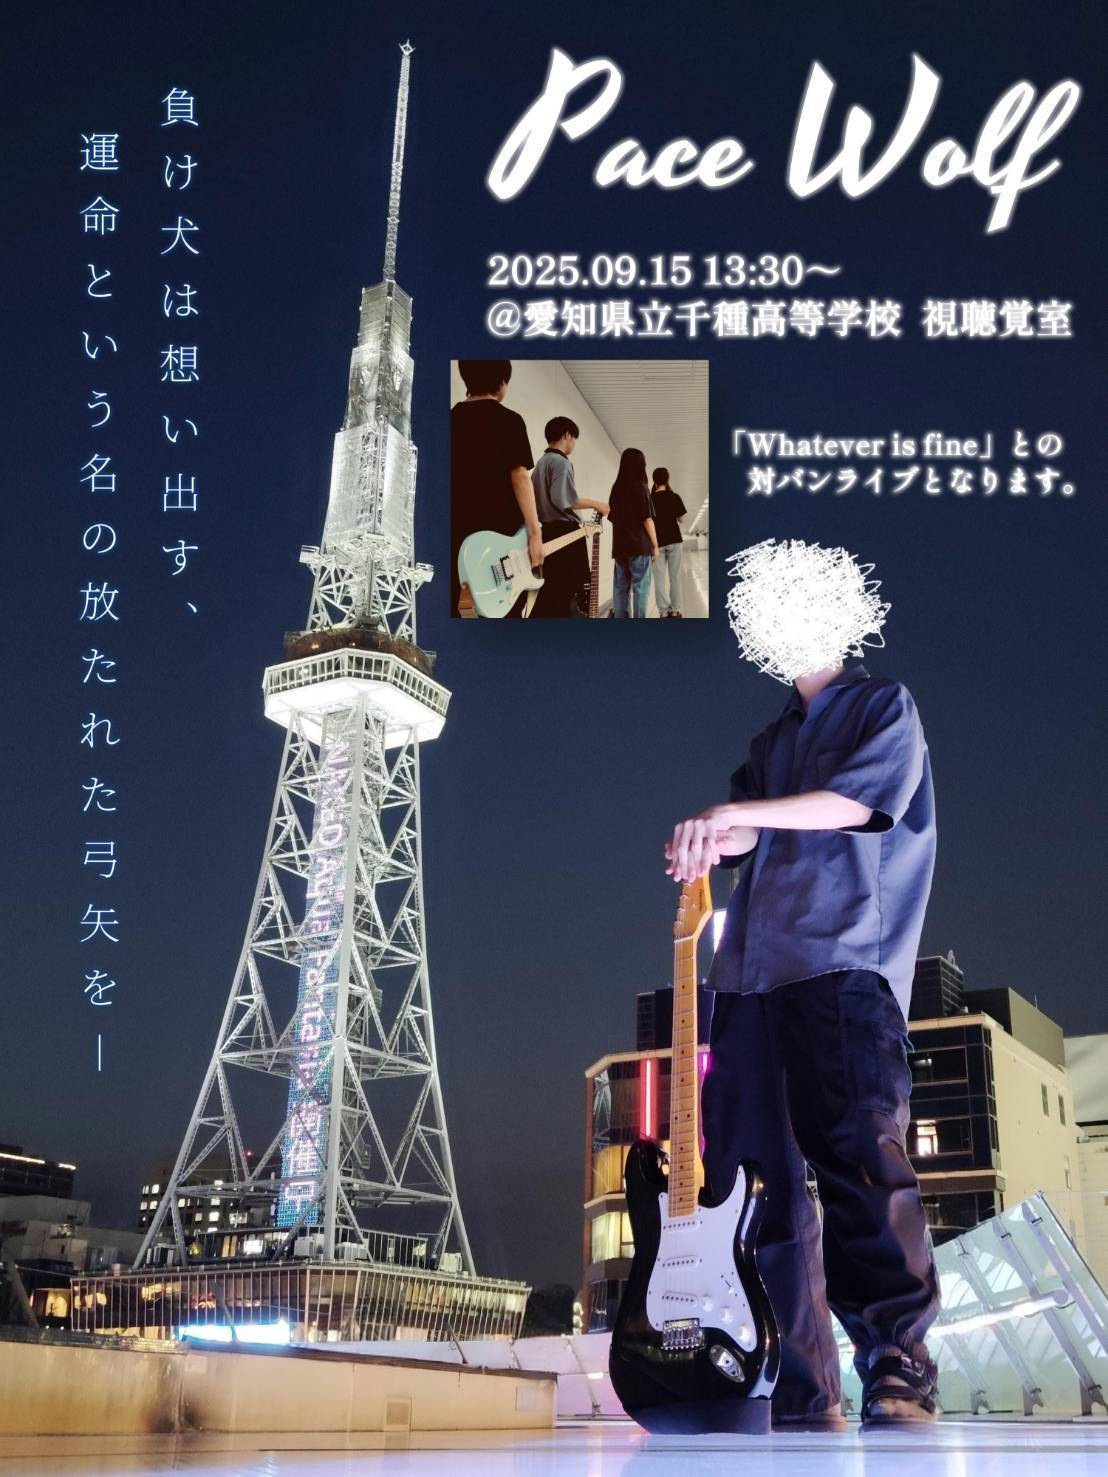 Pace Wolf
2025.09.15 13:30～
@愛知県立千種高等学校 視聴覚室
「Whatever is fine」との
対バンライブとなります。
負け犬は想い出す、
運命という名の放たれた弓矢を―